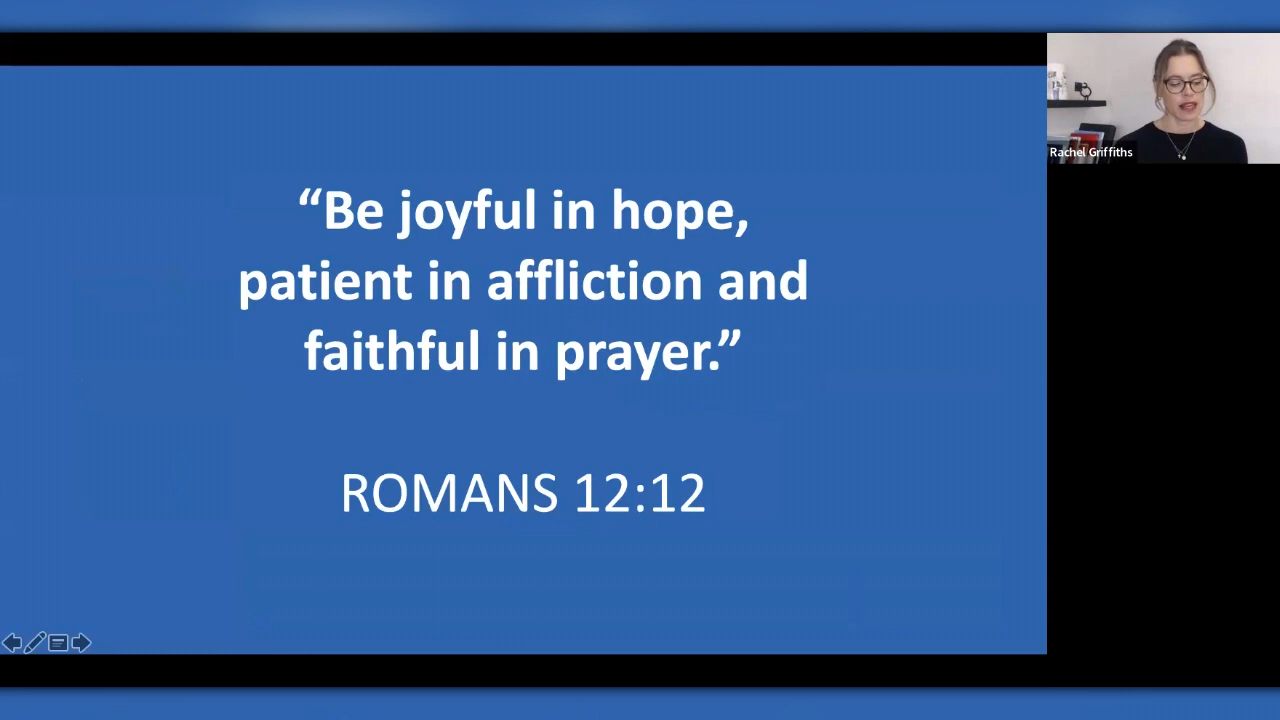 “Be joyful in hope,
patient in affliction and
faithful in prayer.”
ROMANS 12:12
Rachel Griffiths